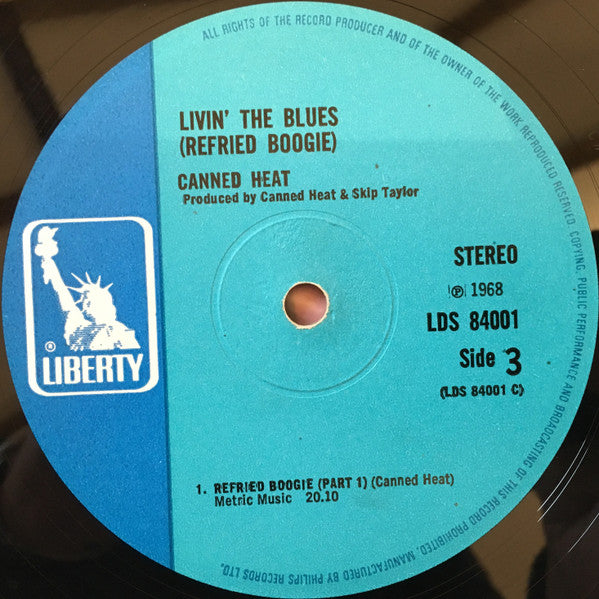 ALL RIGHTS OF THE RECORD PRODUCER AND OF THE OWNER OF THE WORK REPRODUCED RESERVED. COPYING, PUBLIC PERFORMANCE AND BROADCASTING OF THIS RECORD PROHIBITED. MANUFACTURED BY PHILIPS RECORDS LTD.
LIVIN' THE BLUES
(REFRIED BOOGIE)
CANNED HEAT
Produced by Canned Heat & Skip Taylor
STEREO
℗ 1968
LDS 84001
Side 3
(LDS 84001 C)
® LIBERTY
1. REFRIED BOOGIE (PART 1) (Canned Heat)
Metric Music 20.10